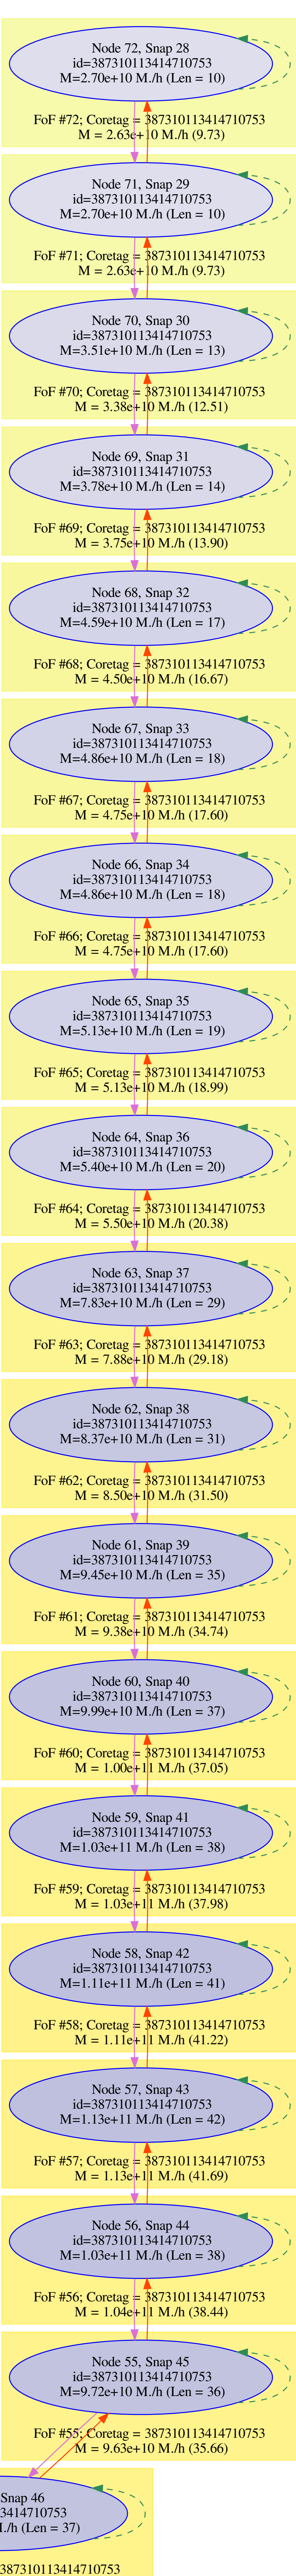 Node 72, Snap 28
id=387310113414710753
M=2.70e+10 M./h (Len = 10)
FoF #72; Coretag = 387310113414710753
M = 2.63e+10 M./h (9.73)
Node 71, Snap 29
id=387310113414710753
M=2.70e+10 M./h (Len = 10)
FoF #71; Coretag = 387310113414710753
M = 2.63e+10 M./h (9.73)
Node 70, Snap 30
id=387310113414710753
M=3.51e+10 M./h (Len = 13)
FoF #70; Coretag = 387310113414710753
M = 3.38e+10 M./h (12.51)
Node 69, Snap 31
id=387310113414710753
M=3.78e+10 M./h (Len = 14)
FoF #69; Coretag = 387310113414710753
M = 3.75e+10 M./h (13.90)
Node 68, Snap 32
id=387310113414710753
M=4.59e+10 M./h (Len = 17)
FoF #68; Coretag = 387310113414710753
M = 4.50e+10 M./h (16.67)
Node 67, Snap 33
id=387310113414710753
M=4.86e+10 M./h (Len = 18)
FoF #67; Coretag = 387310113414710753
M = 4.75e+10 M./h (17.60)
Node 66, Snap 34
id=387310113414710753
M=4.86e+10 M./h (Len = 18)
FoF #66; Coretag = 387310113414710753
M = 4.75e+10 M./h (17.60)
Node 65, Snap 35
id=387310113414710753
M=5.13e+10 M./h (Len = 19)
FoF #65; Coretag = 387310113414710753
M = 5.13e+10 M./h (18.99)
Node 64, Snap 36
id=387310113414710753
M=5.40e+10 M./h (Len = 20)
FoF #64; Coretag = 387310113414710753
M = 5.50e+10 M./h (20.38)
Node 63, Snap 37
id=387310113414710753
M=7.83e+10 M./h (Len = 29)
FoF #63; Coretag = 387310113414710753
M = 7.88e+10 M./h (29.18)
Node 62, Snap 38
id=387310113414710753
M=8.37e+10 M./h (Len = 31)
FoF #62; Coretag = 387310113414710753
M = 8.50e+10 M./h (31.50)
Node 61, Snap 39
id=387310113414710753
M=9.45e+10 M./h (Len = 35)
FoF #61; Coretag = 387310113414710753
M = 9.38e+10 M./h (34.74)
Node 60, Snap 40
id=387310113414710753
M=9.99e+10 M./h (Len = 37)
FoF #60; Coretag = 387310113414710753
M = 1.00e+11 M./h (37.05)
Node 59, Snap 41
id=387310113414710753
M=1.03e+11 M./h (Len = 38)
FoF #59; Coretag = 387310113414710753
M = 1.03e+11 M./h (37.98)
Node 58, Snap 42
id=387310113414710753
M=1.11e+11 M./h (Len = 41)
FoF #58; Coretag = 387310113414710753
M = 1.11e+11 M./h (41.22)
Node 57, Snap 43
id=387310113414710753
M=1.13e+11 M./h (Len = 42)
FoF #57; Coretag = 387310113414710753
M = 1.13e+11 M./h (41.69)
Node 56, Snap 44
id=387310113414710753
M=1.03e+11 M./h (Len = 38)
FoF #56; Coretag = 387310113414710753
M = 1.04e+11 M./h (38.44)
Node 55, Snap 45
id=387310113414710753
M=9.72e+10 M./h (Len = 36)
FoF #55; Coretag = 387310113414710753
M = 9.63e+10 M./h (35.66)
Snap 46
3414710753
./h (Len = 37)
387310113414710753